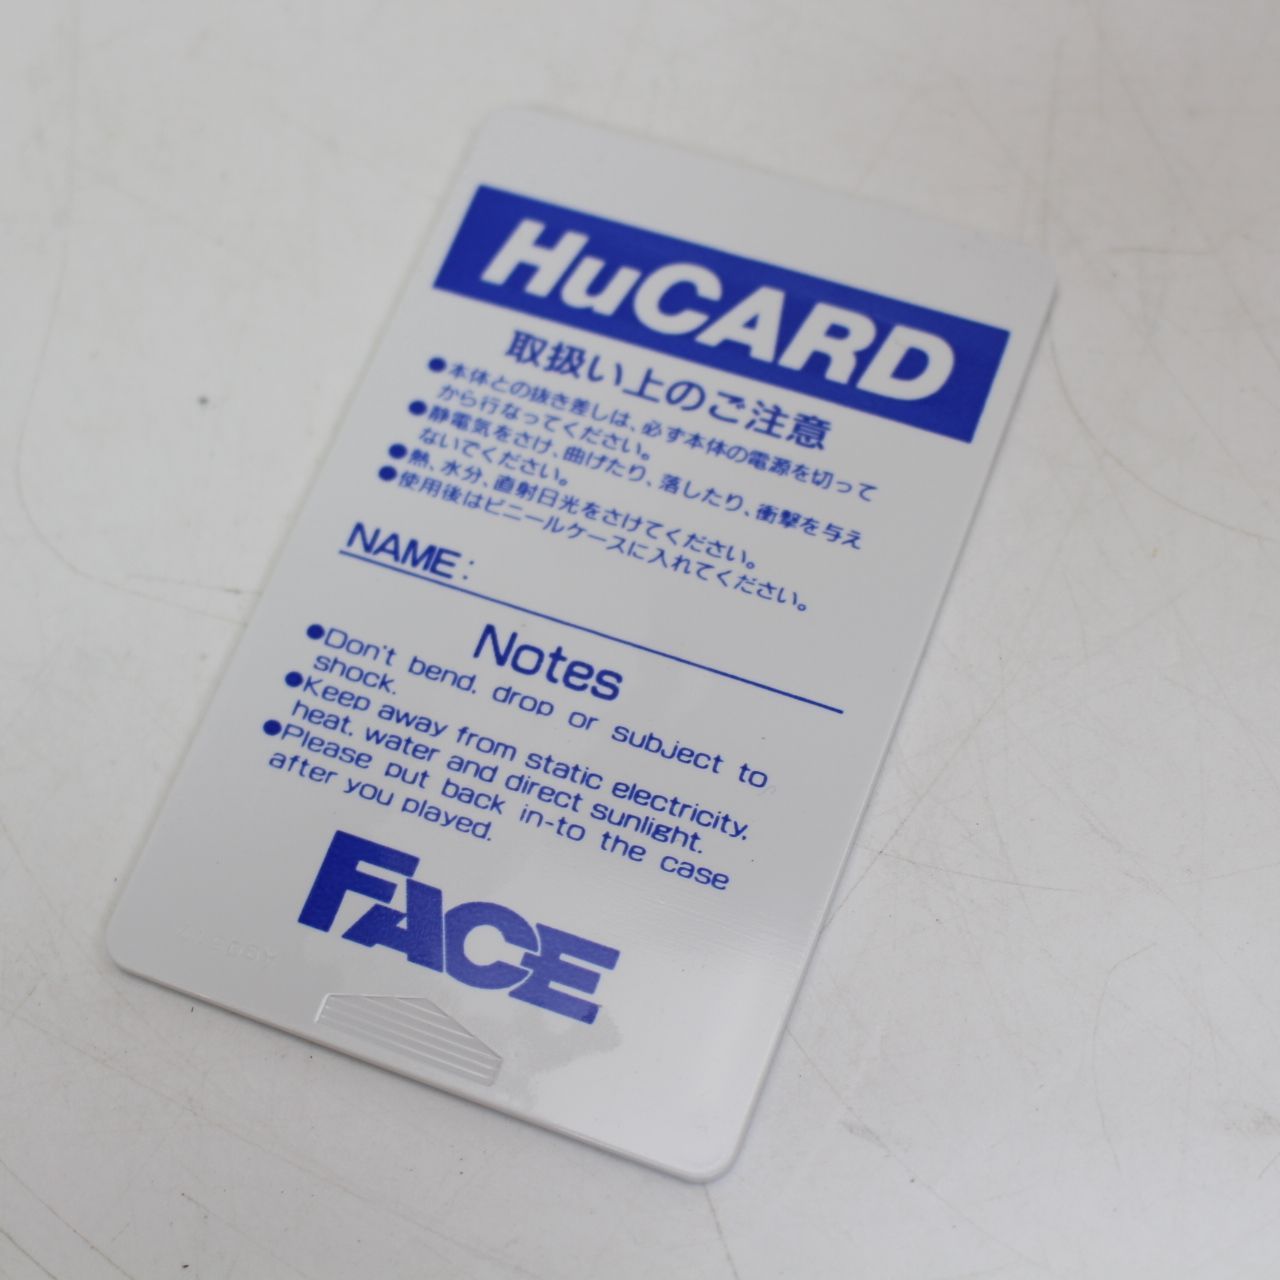 HuCARD
取扱い上のご注意
●本体との抜き差しは、必ず本体の電源を切って
から行なってください。
●静電気をさけ、曲げたり、落したり、衝撃を与え
ないでください。
●熱、水分、直射日光をさけてください。
●使用後はビニールケースに入れてください。
NAME:
Notes
●Don't bend, drop or subject to
shock.
●Keep away from static electricity,
heat, water and direct sunlight.
●Please put back in-to the case
after you played.
FACE